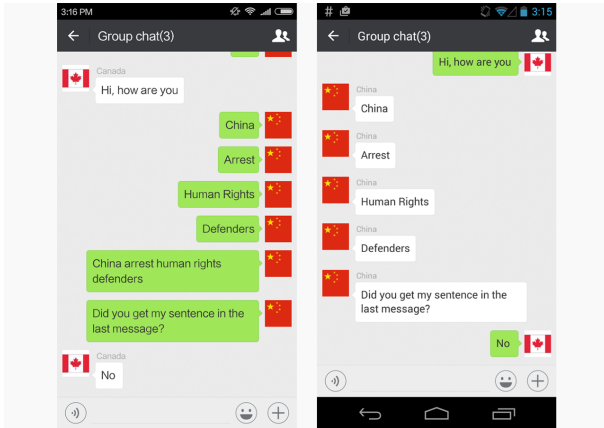 3:16 PM
Group chat(3)
Canada
Hi, how are you
China
Arrest
Human Rights
Defenders
China arrest human rights
defenders
Did you get my sentence in the
last message?
Canada
No
# 3:15
Group chat(3)
Hi, how are you
China
China
China
Arrest
China
Human Rights
China
Defenders
China
Did you get my sentence in the
last message?
No